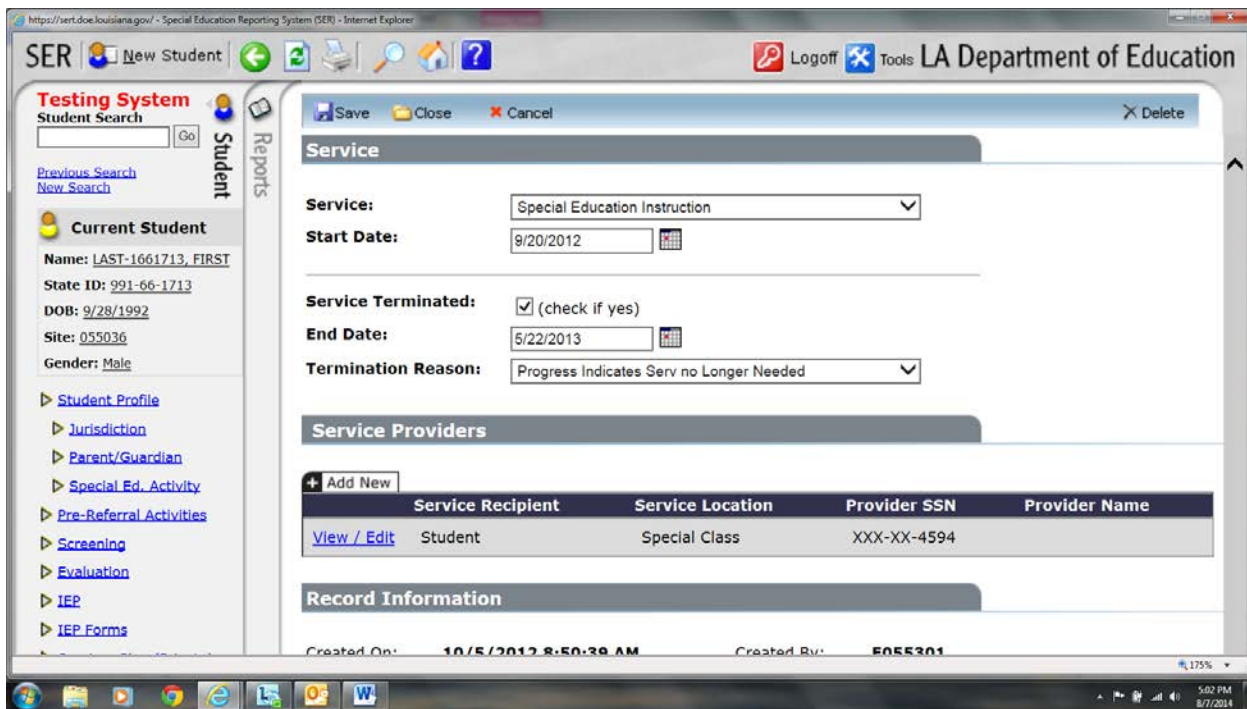 https://sert.doe.louisiana.gov/ - Special Education Reporting System (SER) - Internet Explorer
SER New Student ? Logoff Tools LA Department of Education
Testing System
Student Search
Go
Previous Search
New Search
Student
Reports
Current Student
Name: LAST-1661713, FIRST
State ID: 991-66-1713
DOB: 9/28/1992
Site: 055036
Gender: Male
Student Profile
Jurisdiction
Parent/Guardian
Special Ed. Activity
Pre-Referral Activities
Screening
Evaluation
IEP
IEP Forms
Save Close Cancel Delete
Service
Service: Special Education Instruction
Start Date: 9/20/2012
Service Terminated: (check if yes)
End Date: 5/22/2013
Termination Reason: Progress Indicates Serv no Longer Needed
Service Providers
Add New
Service Recipient Service Location Provider SSN Provider Name
View / Edit Student Special Class XXX-XX-4594
Record Information
Created On: 10/5/2012 8:50:39 AM Created By: E055301
175%
5:02 PM
8/7/2014